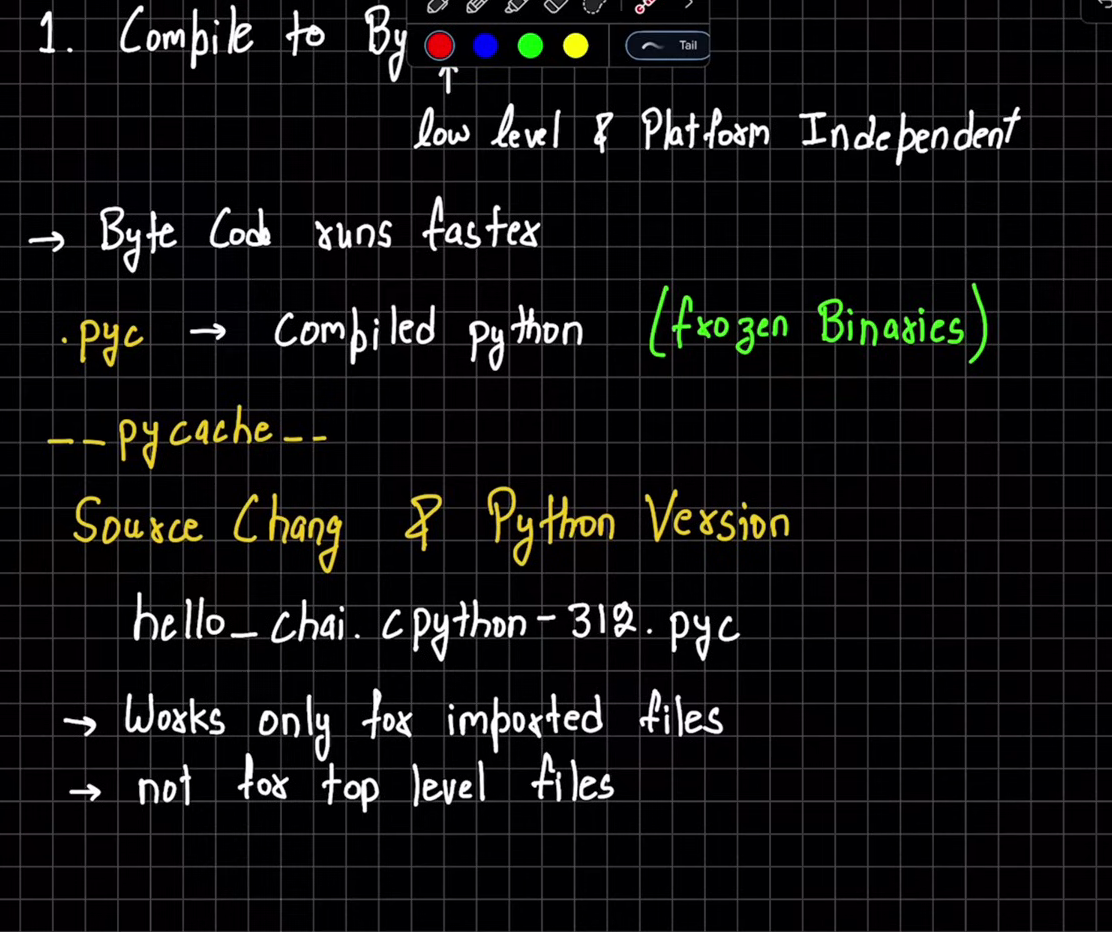 1. Compile to By
Tail
↑
low level & Platform Independent
→ Byte Code runs faster
.pyc → Compiled python (frozen Binaries)
__pycache__
Source Chang & Python Version
hello_chai.cpython-312.pyc
→ Works only for imported files
→ not for top level files